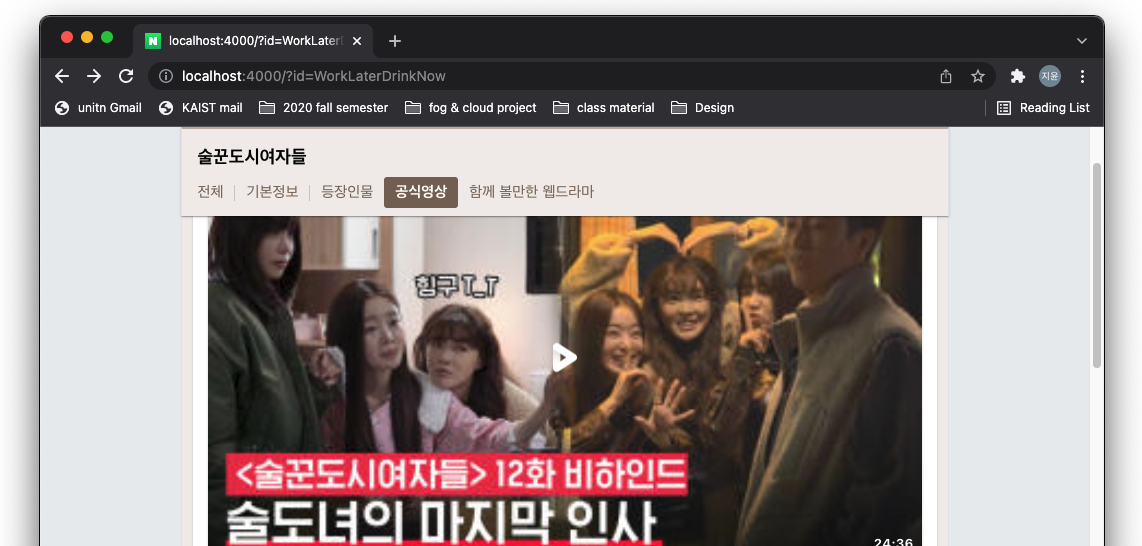 localhost:4000/?id=WorkLater
localhost:4000/?id=WorkLaterDrinkNow
지윤
unitn Gmail
KAIST mail
2020 fall semester
fog & cloud project
class material
Design
Reading List
술꾼도시여자들
전체
기본정보
등장인물
공식영상
함께 볼만한 웹드라마
힝구 T_T
<술꾼도시여자들> 12화 비하인드
술도녀의 마지막 인사
24:36